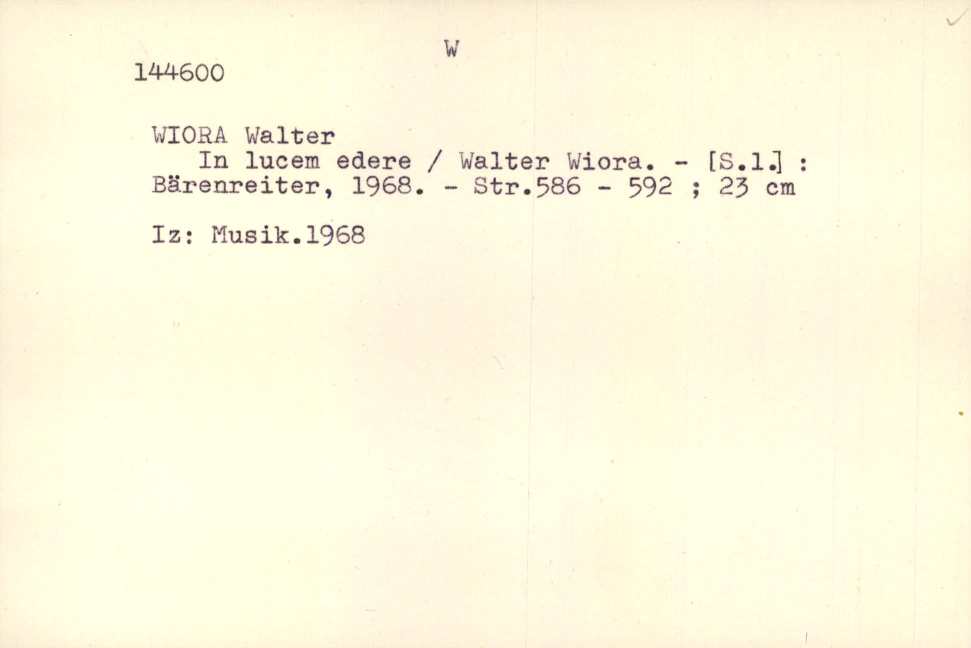 W
144600
WIORA Walter
In lucem edere / Walter Wiora. - [S.l.] :
Bärenreiter, 1968. - Str.586 - 592 ; 23 cm
Iz: Musik.1968